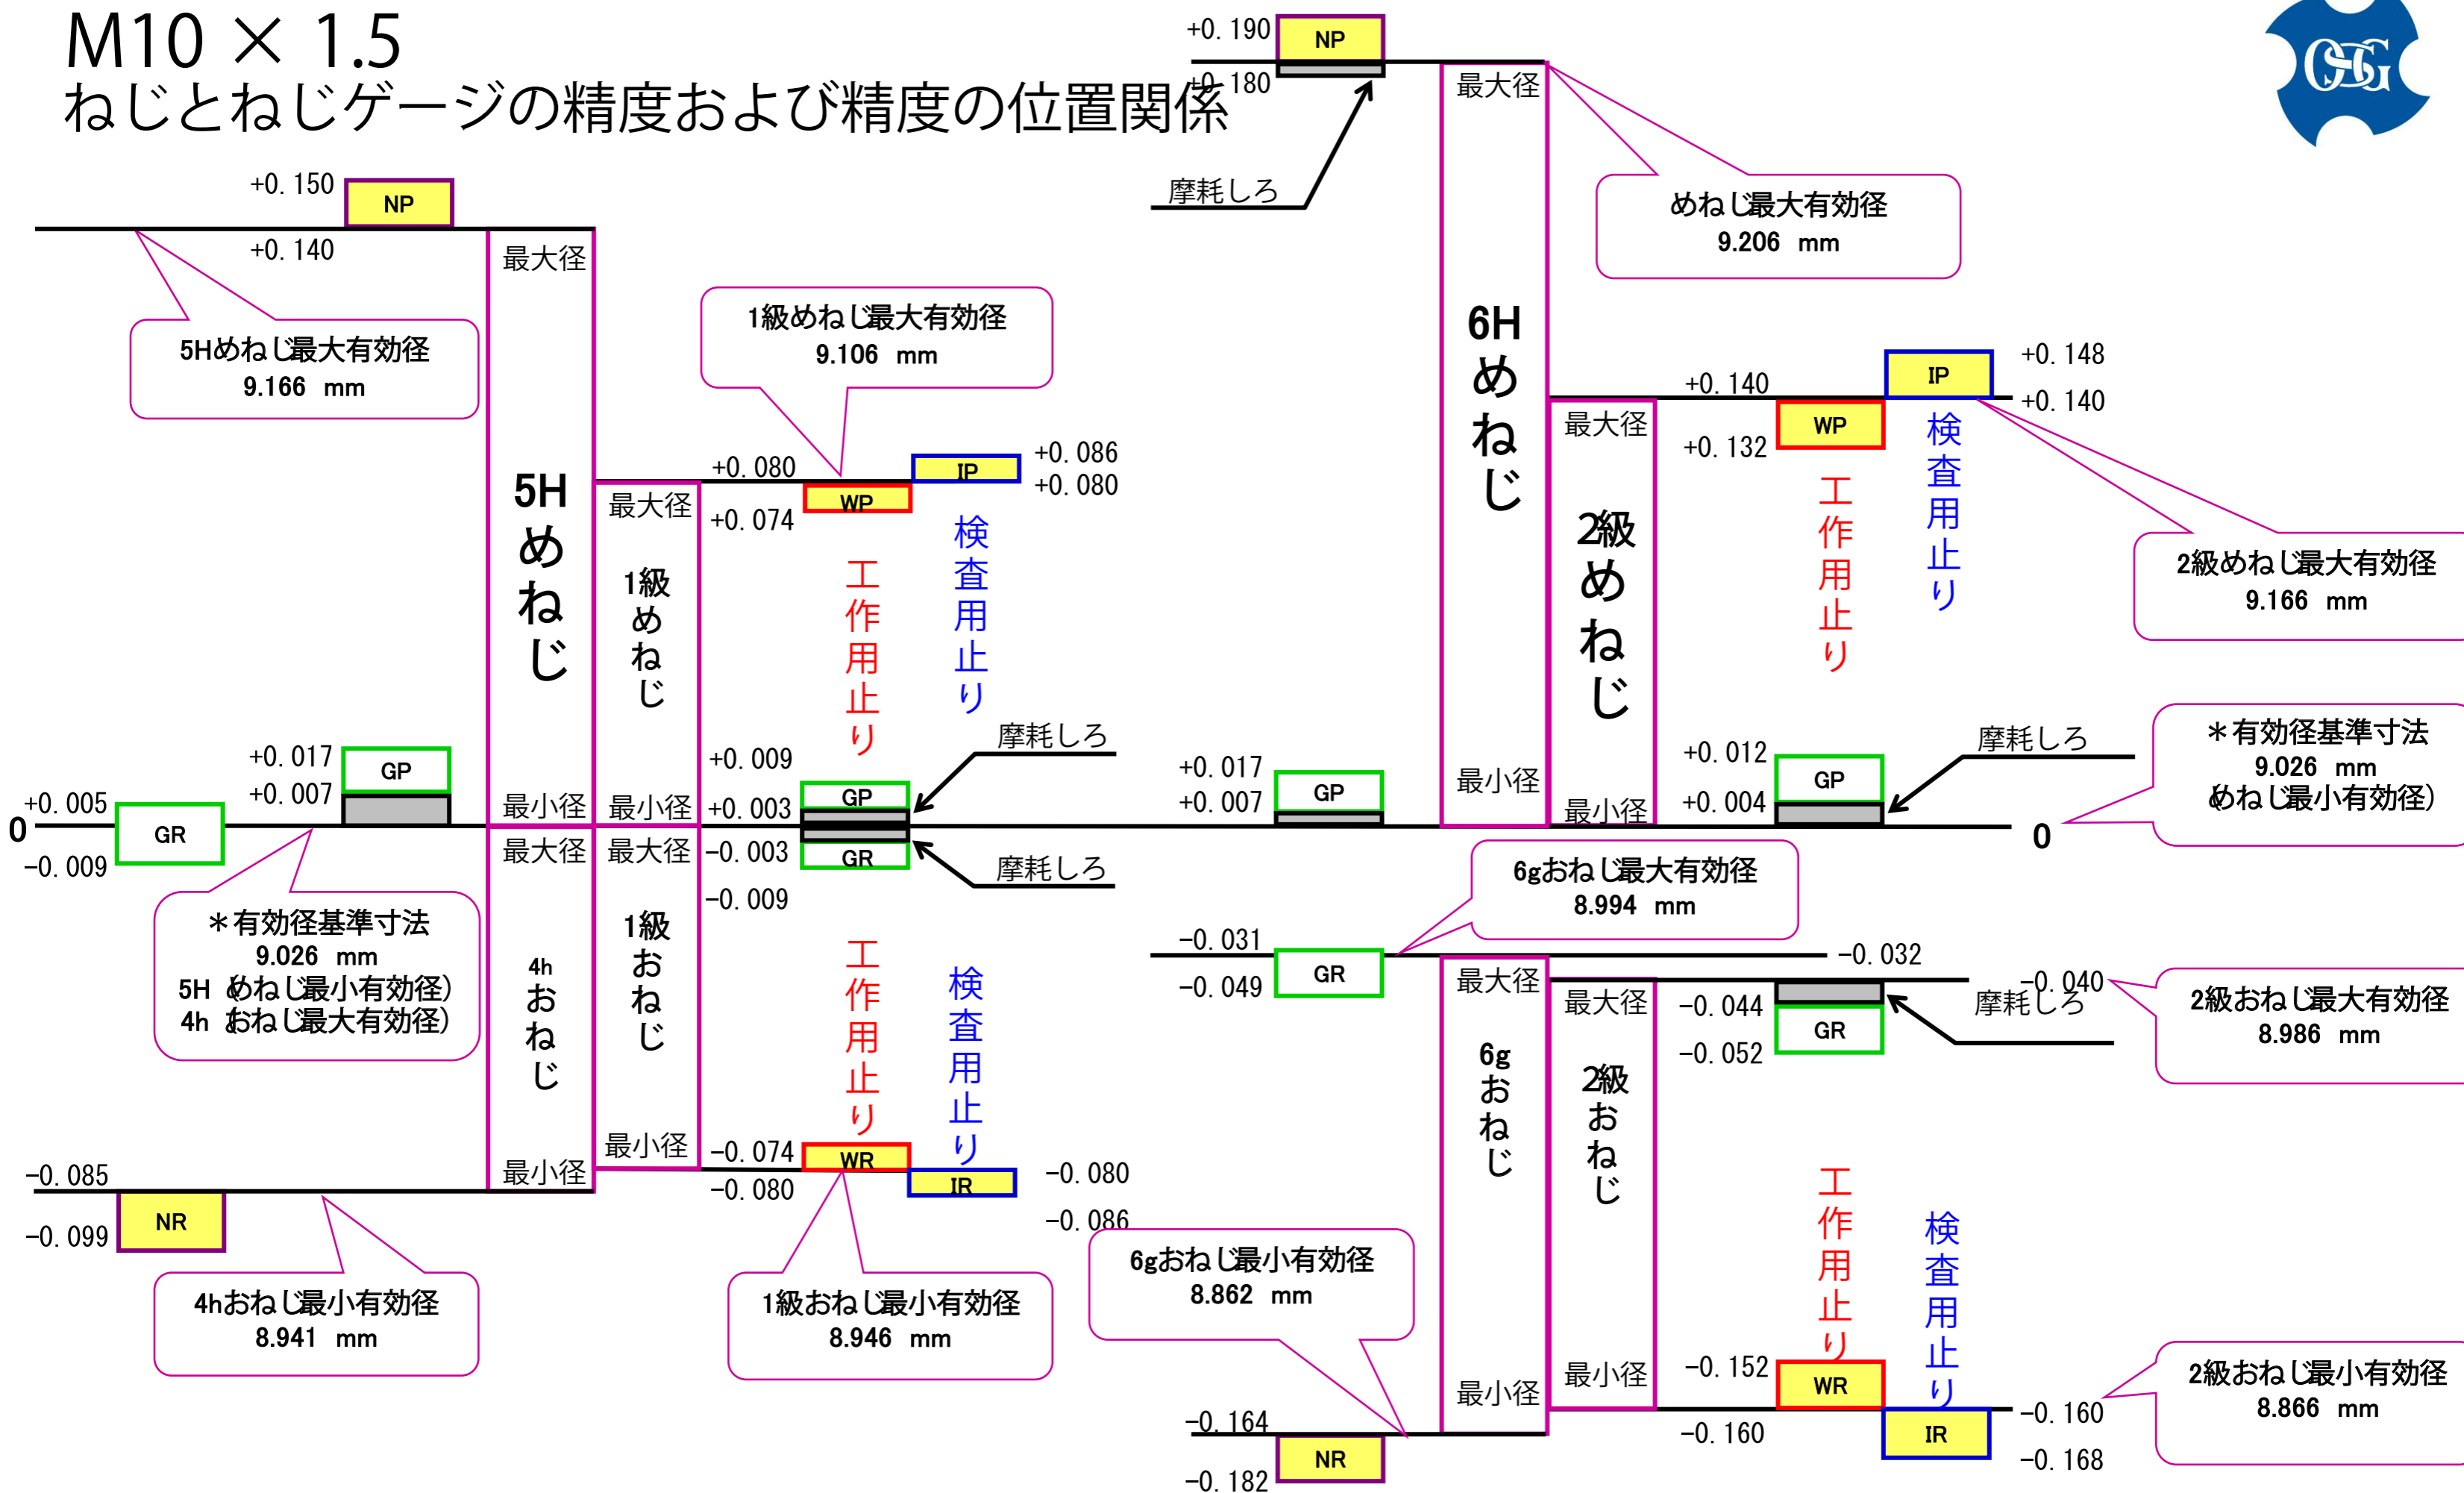 M10 × 1.5
ねじとねじゲージの精度および精度の位置関係
OSG
+0.150
NP
+0.140
最大径
5Hめねじ最大有効径
9.166 mm
5Hめねじ
1級めねじ最大有効径
9.106 mm
+0.080
最大径
+0.074
WP
IP
+0.086
+0.080
1級めねじ
工作用止り
検査用止り
+0.017
+0.007
GP
最小径
最小径
+0.009
+0.003
GP
摩耗しろ
0
+0.005
-0.009
GR
最大径
最大径
-0.003
-0.009
GR
摩耗しろ
*有効径基準寸法
9.026 mm
5H (めねじ最小有効径)
4h (おねじ最大有効径)
4hおねじ
1級おねじ
工作用止り
検査用止り
最小径
最小径
-0.074
-0.080
WR
IR
-0.080
-0.086
-0.085
-0.099
NR
4hおねじ最小有効径
8.941 mm
1級おねじ最小有効径
8.946 mm
+0.190
NP
+0.180
最大径
摩耗しろ
めねじ最大有効径
9.206 mm
6Hめねじ
+0.140
最大径
+0.132
WP
IP
+0.148
+0.140
2級めねじ
工作用止り
検査用止り
2級めねじ最大有効径
9.166 mm
+0.017
+0.007
GP
最小径
最小径
+0.012
+0.004
GP
摩耗しろ
0
*有効径基準寸法
9.026 mm
(めねじ最小有効径)
6gおねじ最大有効径
8.994 mm
-0.031
-0.049
GR
-0.032
最大径
最大径
-0.040
摩耗しろ
-0.044
-0.052
GR
2級おねじ最大有効径
8.986 mm
6gおねじ
2級おねじ
工作用止り
検査用止り
6gおねじ最小有効径
8.862 mm
最小径
最小径
-0.152
-0.160
WR
IR
-0.160
-0.168
2級おねじ最小有効径
8.866 mm
-0.164
-0.182
NR